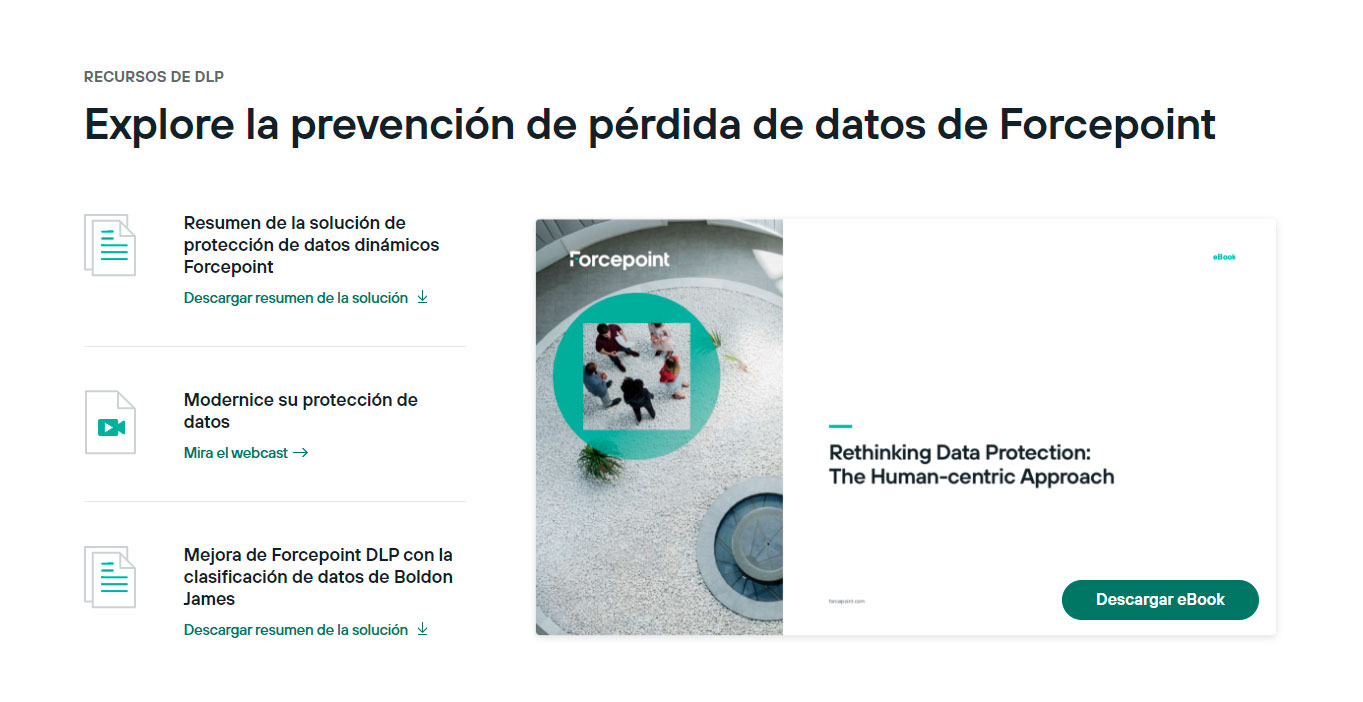 RECURSOS DE DLP
Explore la prevención de pérdida de datos de Forcepoint
Resumen de la solución de
protección de datos dinámicos
Forcepoint
Descargar resumen de la solución
Modernice su protección de
datos
Mira el webcast
Mejora de Forcepoint DLP con la
clasificación de datos de Boldon
James
Descargar resumen de la solución
Forcepoint
eBook
Rethinking Data Protection:
The Human-centric Approach
forcepoint.com
Descargar eBook